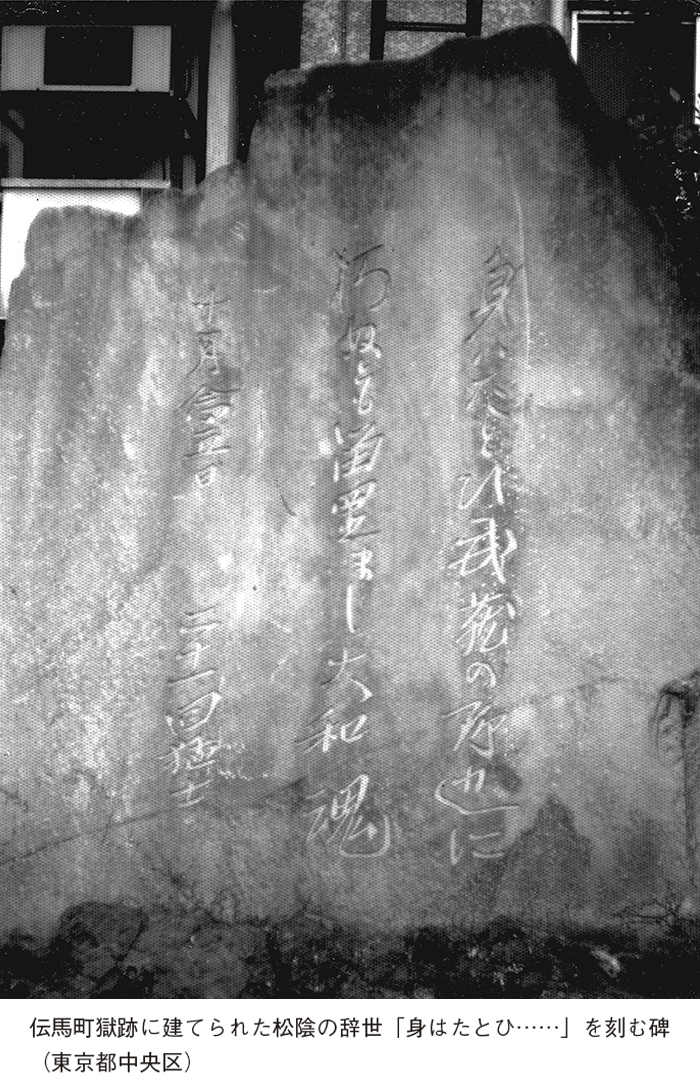 身ハたとひ武蔵の野辺に
朽ぬとも留置まし大和魂
十月念五日 二十一回猛士
伝馬町獄跡に建てられた松陰の辞世「身はたとひ……」を刻む碑
(東京都中央区)